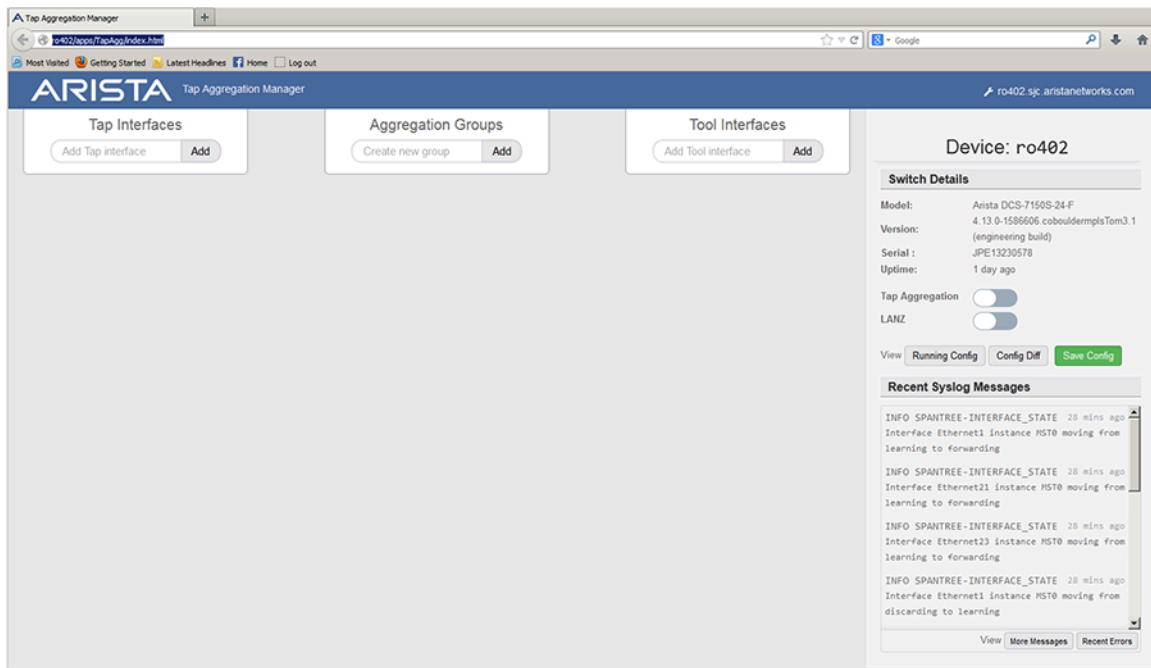 Tap Aggregation Manager
+
ro402/apps/TapAgg/index.html
8 - Google
Most Visited Getting Started Latest Headlines Home Log out
ARISTA Tap Aggregation Manager ro402.sjc.aristanetworks.com
Tap Interfaces
Add Tap interface Add
Aggregation Groups
Create new group Add
Tool Interfaces
Add Tool interface Add
Device: ro402
Switch Details
Model: Arista DCS-7150S-24-F
Version: 4.13.0-1586606.cobouldermplsTom3.1
(engineering build)
Serial : JPE13230578
Uptime: 1 day ago
Tap Aggregation
LANZ
View Running Config Config Diff Save Config
Recent Syslog Messages
INFO SPANTREE-INTERFACE_STATE 28 mins ago
Interface Ethernet1 instance MST0 moving from
learning to forwarding
INFO SPANTREE-INTERFACE_STATE 28 mins ago
Interface Ethernet21 instance MST0 moving from
learning to forwarding
INFO SPANTREE-INTERFACE_STATE 28 mins ago
Interface Ethernet23 instance MST0 moving from
learning to forwarding
INFO SPANTREE-INTERFACE_STATE 28 mins ago
Interface Ethernet1 instance MST0 moving from
discarding to learning
View More Messages Recent Errors